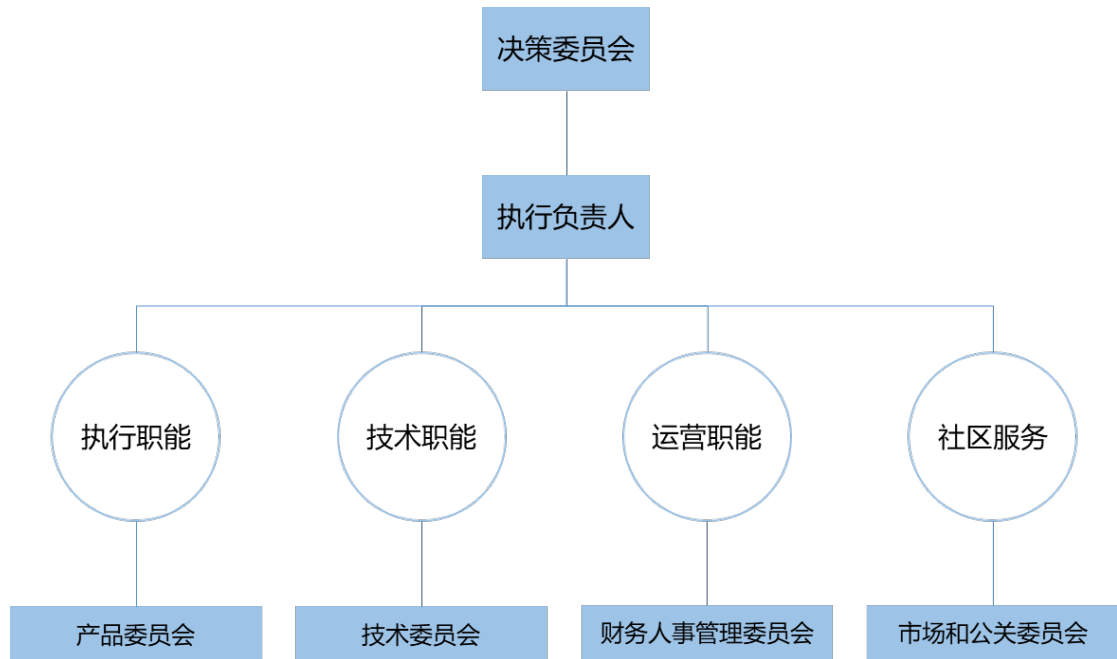 决策委员会
执行负责人
执行职能
技术职能
运营职能
社区服务
产品委员会
技术委员会
财务人事管理委员会
市场和公关委员会